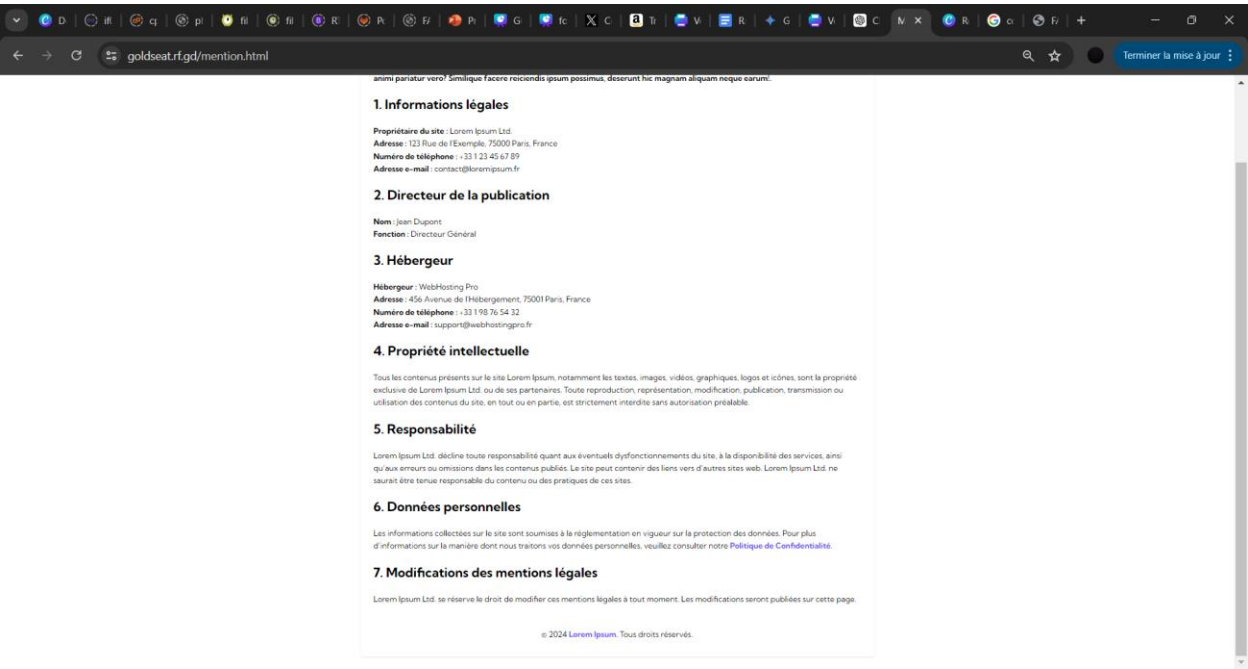 D
if
cj
pl
fil
fil
R
Pr
F/
Pr
G
fc
C
Ti
V
R
G
V
C
M
R
cc
F/
goldseat.rf.gd/mention.html
Terminer la mise à jour
animi pariatur vero? Similique facere reiciendis ipsum possimus, deserunt hic magnam aliquam neque earum!.
1. Informations légales
Propriétaire du site : Lorem Ipsum Ltd.
Adresse : 123 Rue de l'Exemple, 75000 Paris, France
Numéro de téléphone : +33 1 23 45 67 89
Adresse e-mail : contact@loremipsum.fr
2. Directeur de la publication
Nom : Jean Dupont
Fonction : Directeur Général
3. Hébergeur
Hébergeur : WebHosting Pro
Adresse : 456 Avenue de l'Hébergement, 75001 Paris, France
Numéro de téléphone : +33 1 98 76 54 32
Adresse e-mail : support@webhostingpro.fr
4. Propriété intellectuelle
Tous les contenus présents sur le site Lorem Ipsum, notamment les textes, images, vidéos, graphiques, logos et icônes, sont la propriété
exclusive de Lorem Ipsum Ltd. ou de ses partenaires. Toute reproduction, représentation, modification, publication, transmission ou
utilisation des contenus du site, en tout ou en partie, est strictement interdite sans autorisation préalable.
5. Responsabilité
Lorem Ipsum Ltd. décline toute responsabilité quant aux éventuels dysfonctionnements du site, à la disponibilité des services, ainsi
qu'aux erreurs ou omissions dans les contenus publiés. Le site peut contenir des liens vers d'autres sites web. Lorem Ipsum Ltd. ne
saurait être tenue responsable du contenu ou des pratiques de ces sites.
6. Données personnelles
Les informations collectées sur le site sont soumises à la réglementation en vigueur sur la protection des données. Pour plus
d'informations sur la manière dont nous traitons vos données personnelles, veuillez consulter notre Politique de Confidentialité.
7. Modifications des mentions légales
Lorem Ipsum Ltd. se réserve le droit de modifier ces mentions légales à tout moment. Les modifications seront publiées sur cette page.
© 2024 Lorem Ipsum. Tous droits réservés.